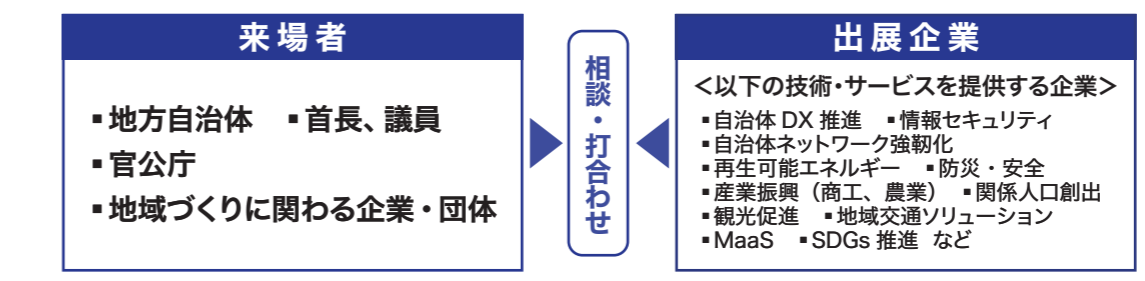 来場者
▪地方自治体 ▪首長、議員
▪官公庁
▪地域づくりに関わる企業・団体
相談・打合わせ
出展企業
＜以下の技術・サービスを提供する企業＞
▪自治体 DX 推進 ▪情報セキュリティ
▪自治体ネットワーク強靭化
▪再生可能エネルギー ▪防災・安全
▪産業振興（商工、農業） ▪関係人口創出
▪観光促進 ▪地域交通ソリューション
▪MaaS ▪SDGs 推進 など